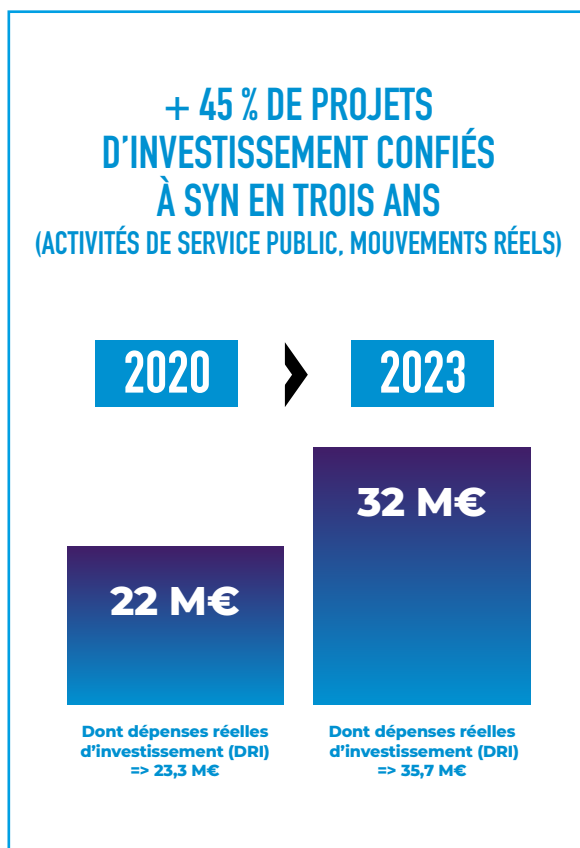 + 45 % DE PROJETS
D’INVESTISSEMENT CONFIÉS
À SYN EN TROIS ANS
(ACTIVITÉS DE SERVICE PUBLIC, MOUVEMENTS RÉELS)
2020
2023
22 M€
32 M€
Dont dépenses réelles
d’investissement (DRI)
=> 23,3 M€
Dont dépenses réelles
d’investissement (DRI)
=> 35,7 M€